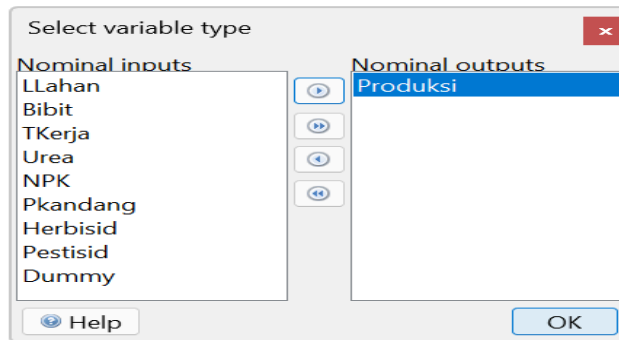 Select variable type
Nominal inputs
Nominal outputs
LLahan
Bibit
TKerja
Urea
NPK
Pkandang
Herbisid
Pestisid
Dummy
Produksi
Help
OK